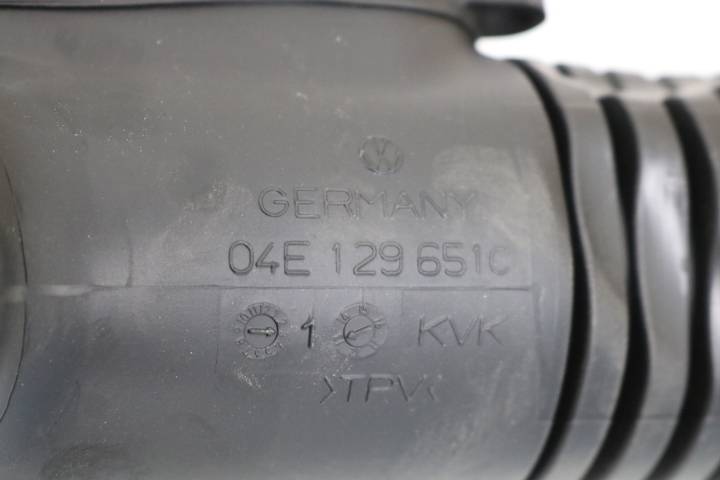 GERMANY
04E 129 651C
1 KVK
>TPV<